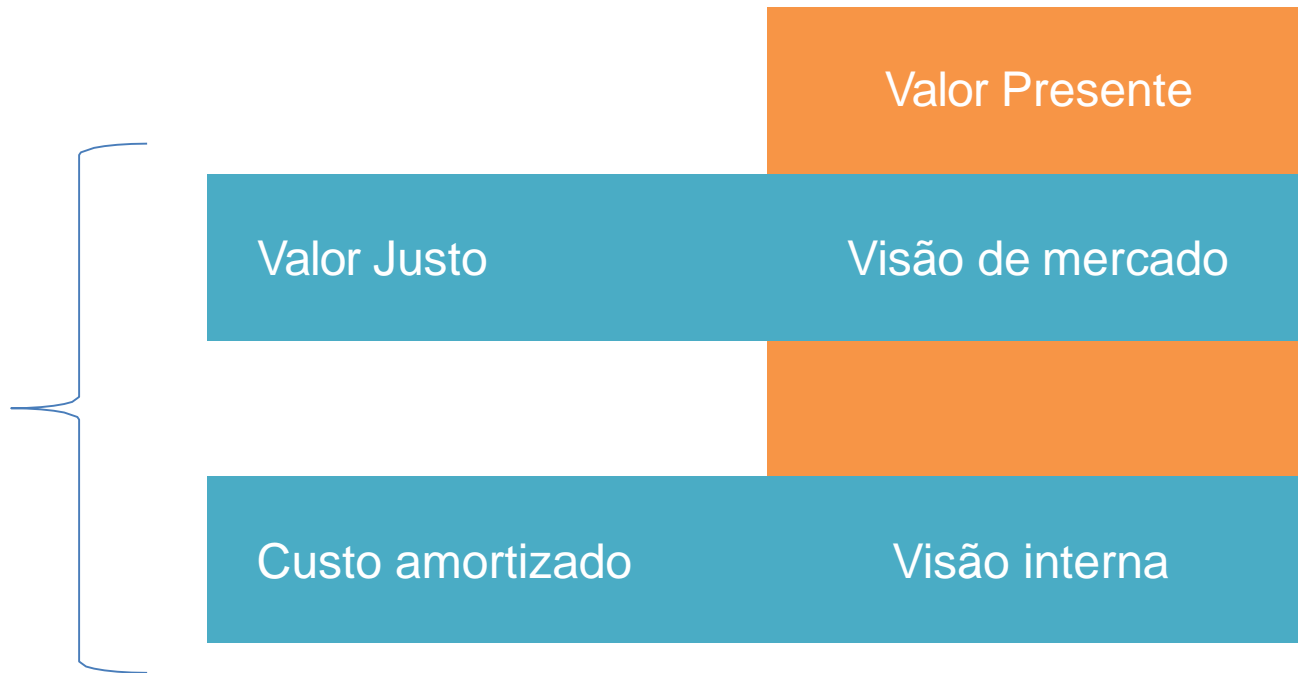 Valor Presente
Valor Justo
Visão de mercado
Custo amortizado
Visão interna